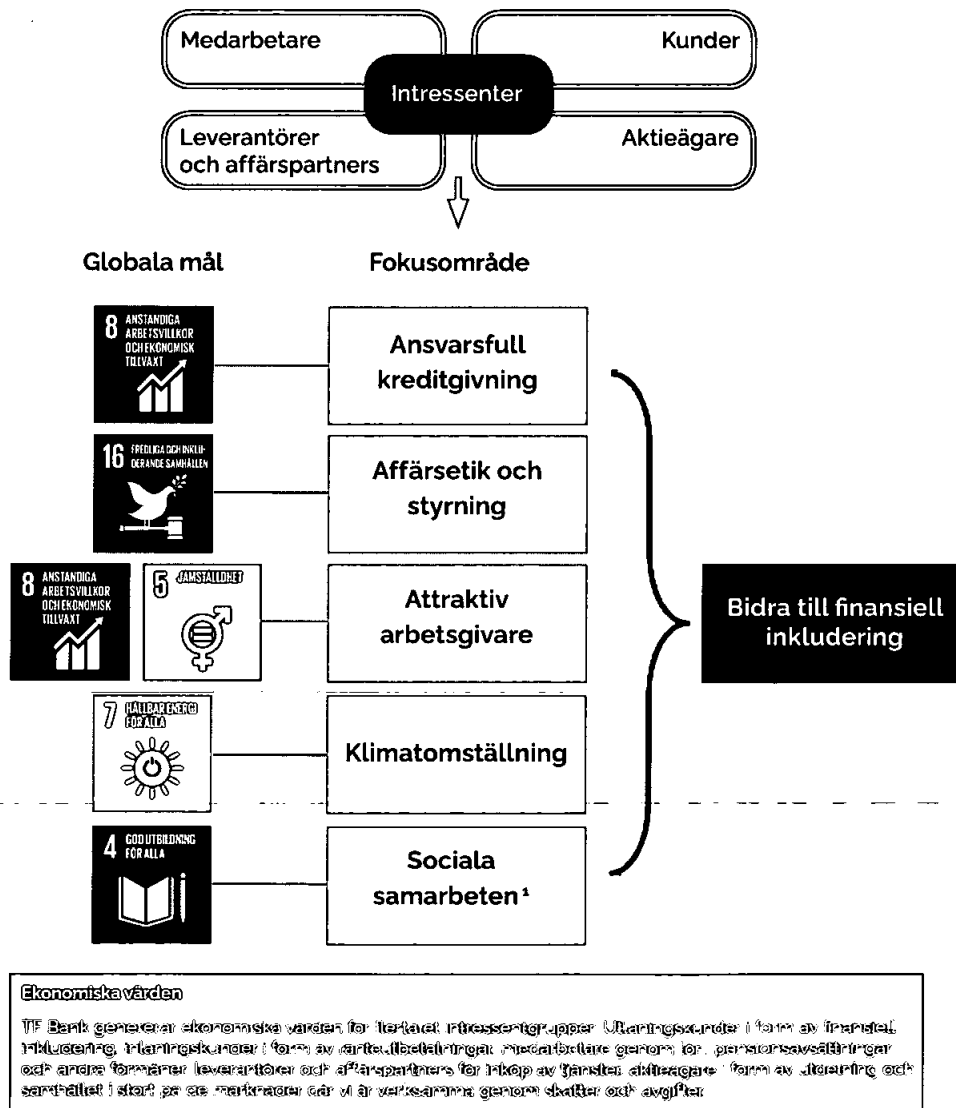 Medarbetare
Kunder
Intressenter
Leverantörer
och affärspartners
Aktieägare
Globala mål
Fokusområde
8 ANSTÄNDIGA
ARBETSVILLKOR
OCH EKONOMISK
TILLVÄXT
Ansvarsfull
kreditgivning
16 FREDLIGA OCH INKLU-
DERANDE SAMHÄLLEN
Affärsetik och
styrning
8 ANSTÄNDIGA
ARBETSVILLKOR
OCH EKONOMISK
TILLVÄXT
5 JÄMSTÄLLDHET
Attraktiv
arbetsgivare
Bidra till finansiell
inkludering
7 HÅLLBAR ENERGI
FÖR ALLA
Klimatomställning
4 GOD UTBILDNING
FÖR ALLA
Sociala
samarbeten¹
Ekonomiska värden
TF Bank genererar ekonomiska värden för flertalet intressentgrupper. Utlåningskunder i form av finansiell
inkludering, inlåningskunder i form av ränteutbetalningar, medarbetare genom lön, pensionsavsättningar
och andra förmåner, leverantörer och affärspartners för inköp av tjänster, aktieägare i form av utdelning och
samhället i stort på de marknader där vi är verksamma genom skatter och avgifter.